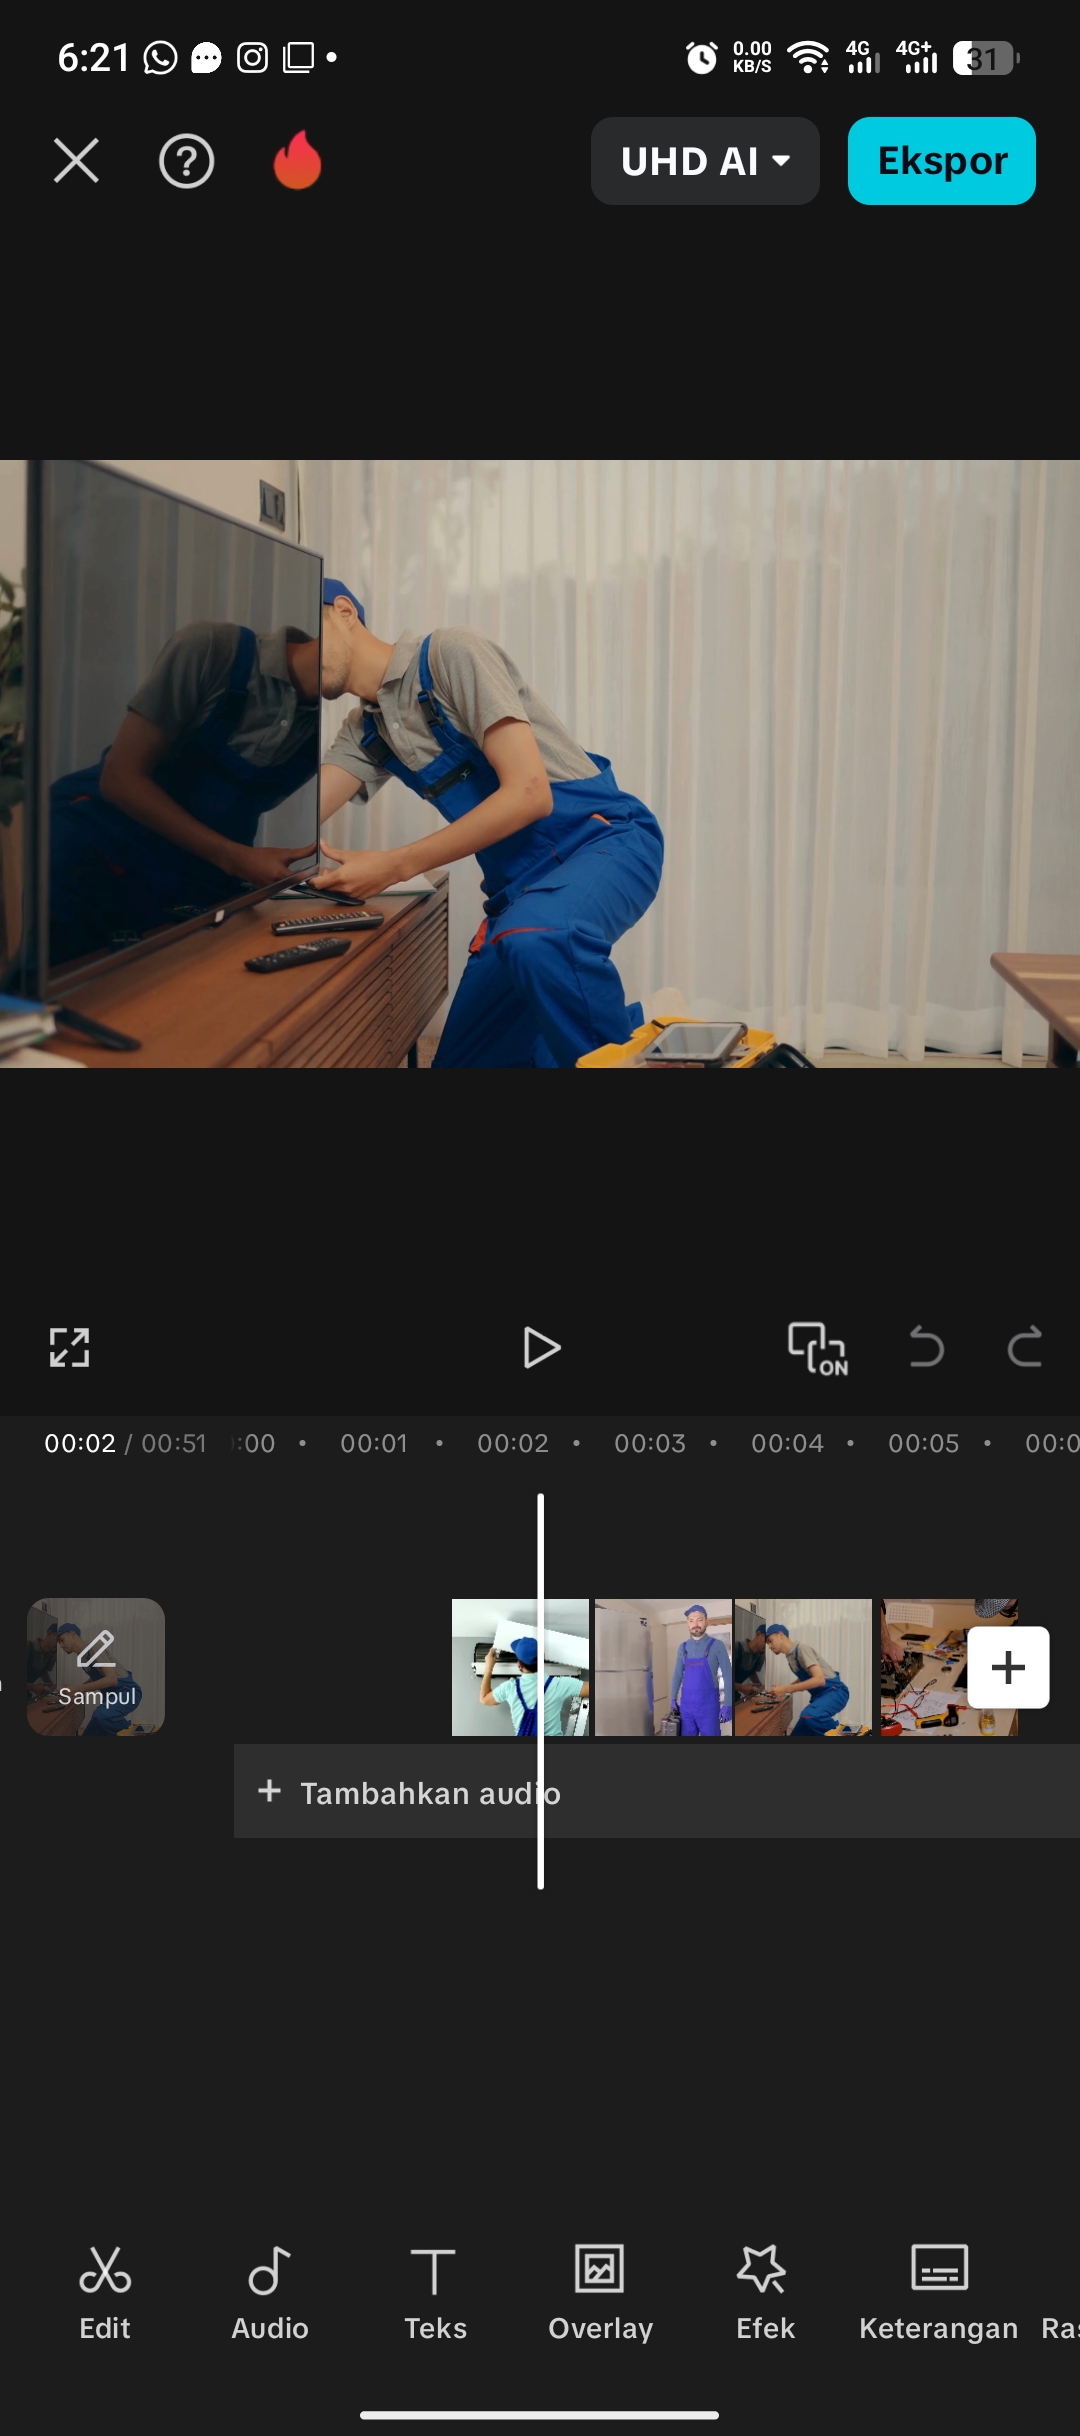 6:21
0.00 KB/S 4G 4G+ 31
UHD AI
Ekspor
ON
00:02 / 00:51 :00 • 00:01 • 00:02 • 00:03 • 00:04 • 00:05 • 00:0
Sampul
+ Tambahkan audio
Edit Audio Teks Overlay Efek Keterangan Ras